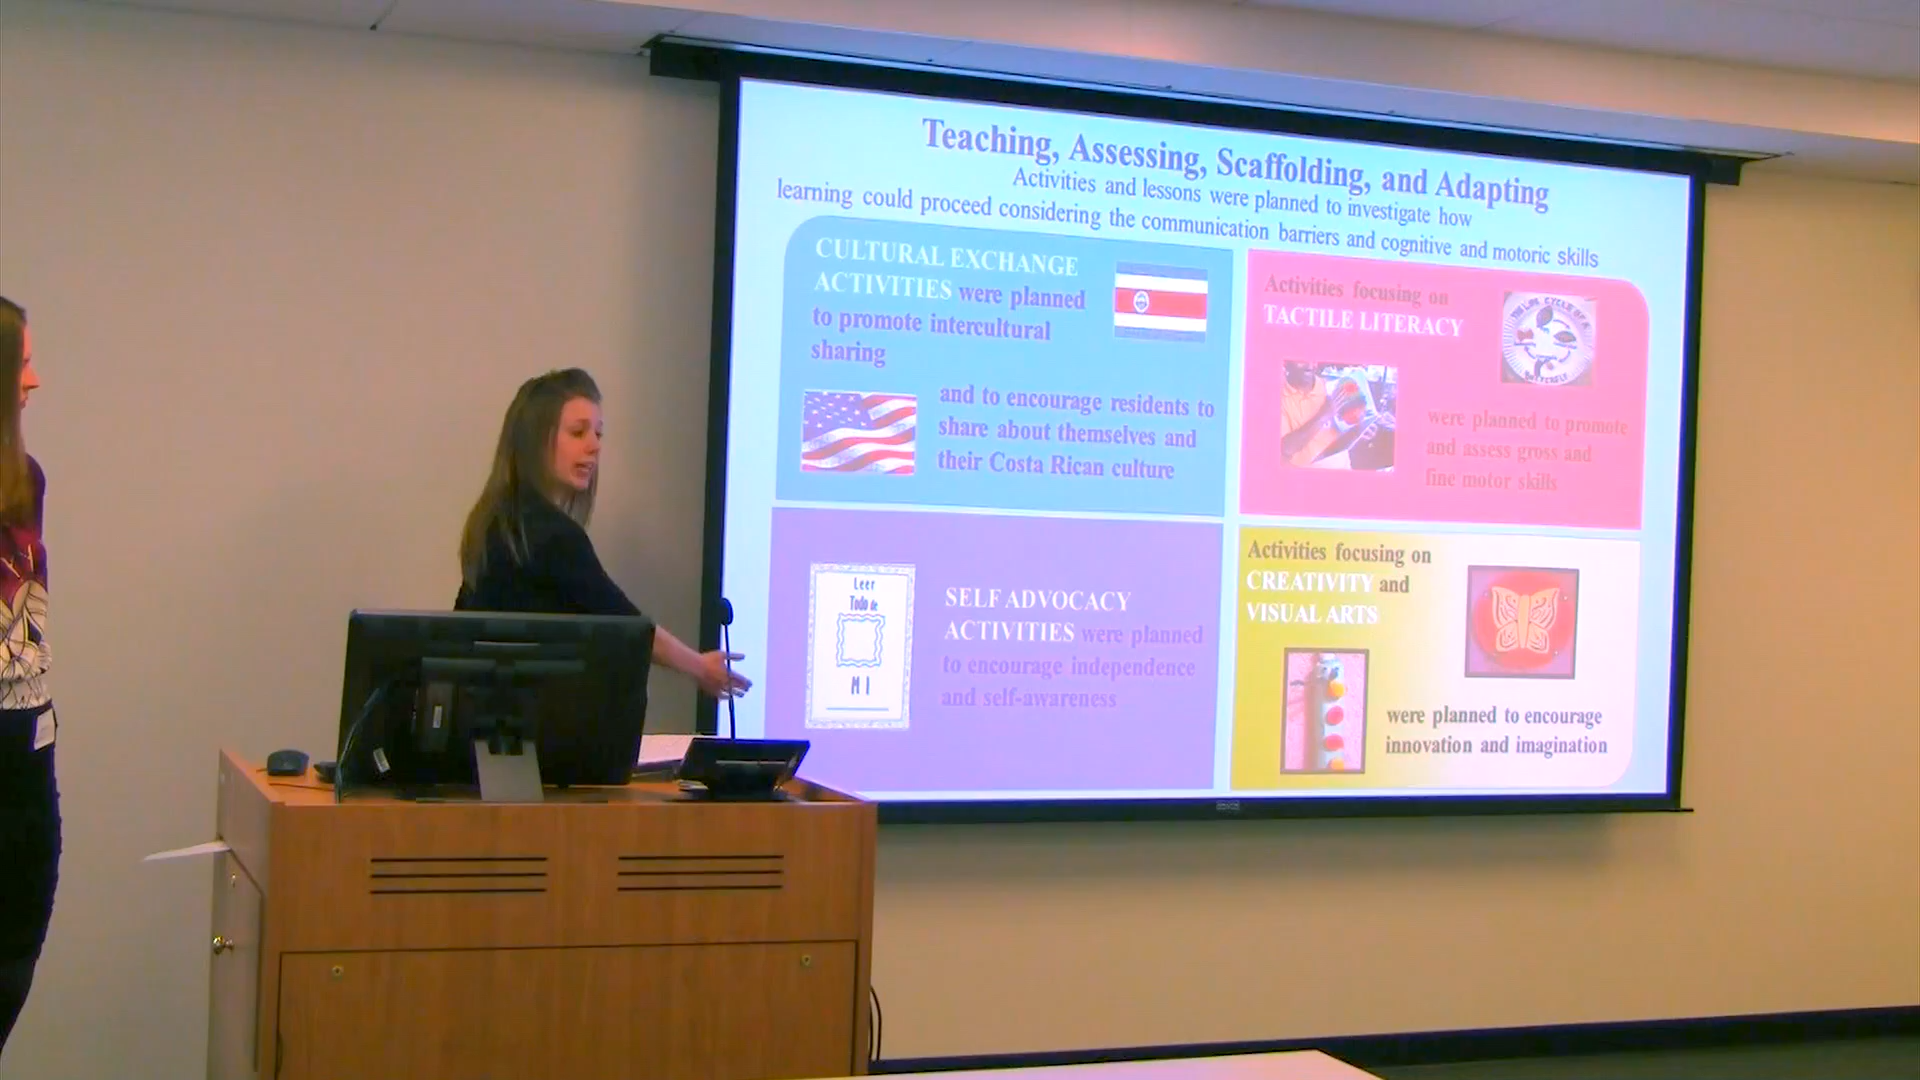 Teaching, Assessing, Scaffolding, and Adapting
Activities and lessons were planned to investigate how
learning could proceed considering the communication barriers and cognitive and motoric skills
CULTURAL EXCHANGE
ACTIVITIES were planned
to promote intercultural
sharing
and to encourage residents to
share about themselves and
their Costa Rican culture
Activities focusing on
TACTILE LITERACY
were planned to promote
and assess gross and
fine motor skills
Leer
Todo de
MI
SELF ADVOCACY
ACTIVITIES were planned
to encourage independence
and self-awareness
Activities focusing on
CREATIVITY and
VISUAL ARTS
were planned to encourage
innovation and imagination